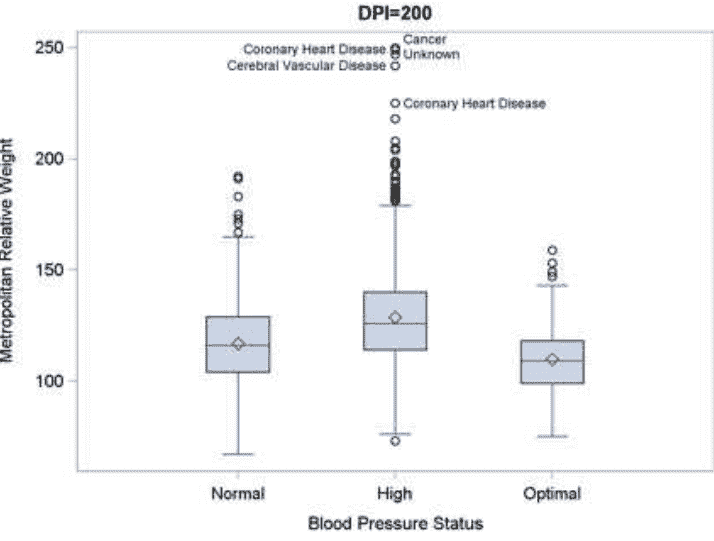 DPI=200
250
200
150
100
Metropolitan Relative Weight
Coronary Heart Disease
Cancer
Unknown
Cerebral Vascular Disease
Coronary Heart Disease
Normal
High
Optimal
Blood Pressure Status